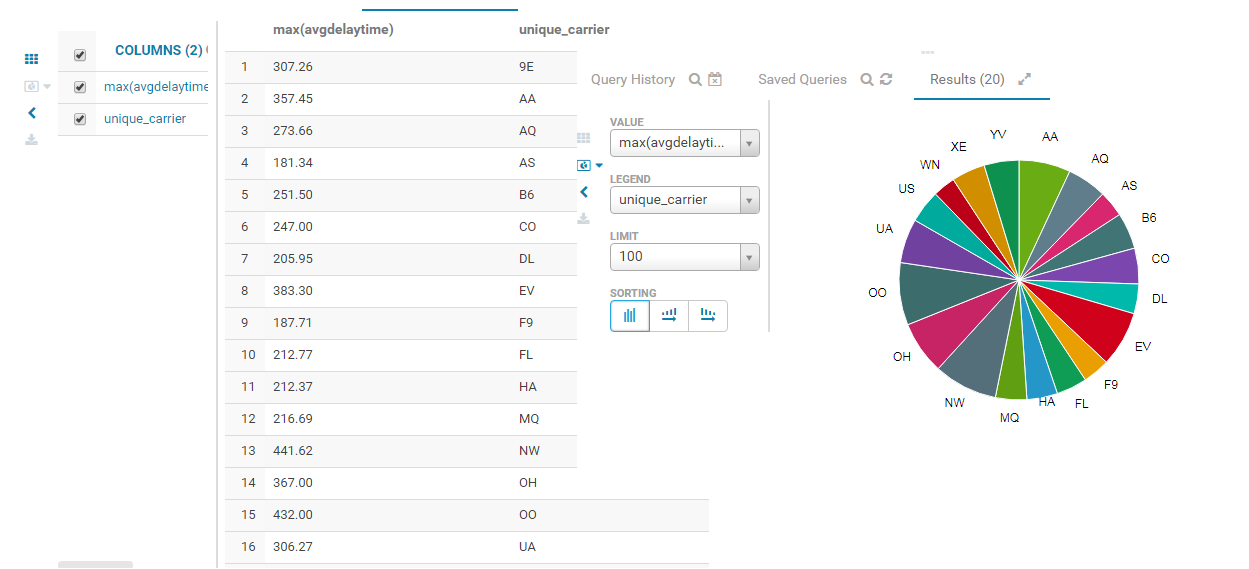 max(avgdelaytime) unique_carrier
COLUMNS (2)
max(avgdelaytime
unique_carrier
1 307.26 9E
2 357.45 AA
3 273.66 AQ
4 181.34 AS
5 251.50 B6
6 247.00 CO
7 205.95 DL
8 383.30 EV
9 187.71 F9
10 212.77 FL
11 212.37 HA
12 216.69 MQ
13 441.62 NW
14 367.00 OH
15 432.00 OO
16 306.27 UA
Query History Saved Queries Results (20)
VALUE
max(avgdelayti...
LEGEND
unique_carrier
LIMIT
100
SORTING
YV
AA
XE
AQ
WN
AS
US
B6
UA
CO
OO
DL
OH
EV
NW
F9
MQ
HA
FL